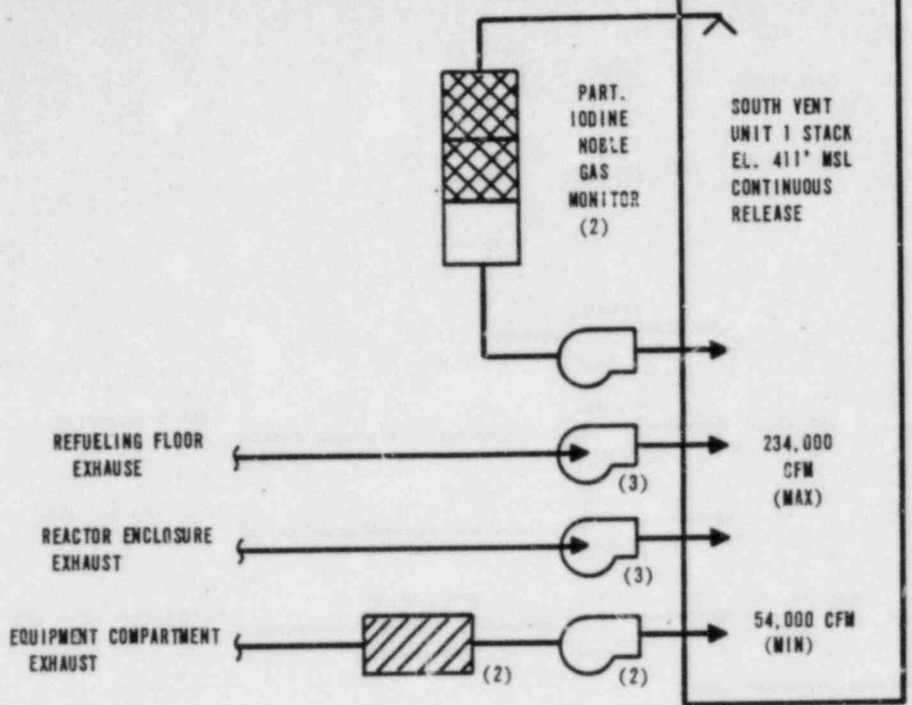 PART.
IODINE
NOBLE
GAS
MONITOR
(2)
SOUTH VENT
UNIT 1 STACK
EL. 411' MSL
CONTINUOUS
RELEASE
REFUELING FLOOR
EXHAUSE
(3)
234,000
CFM
(MAX)
REACTOR ENCLOSURE
EXHAUST
(3)
EQUIPMENT COMPARTMENT
EXHAUST
(2)
(2)
54,000 CFM
(MIN)